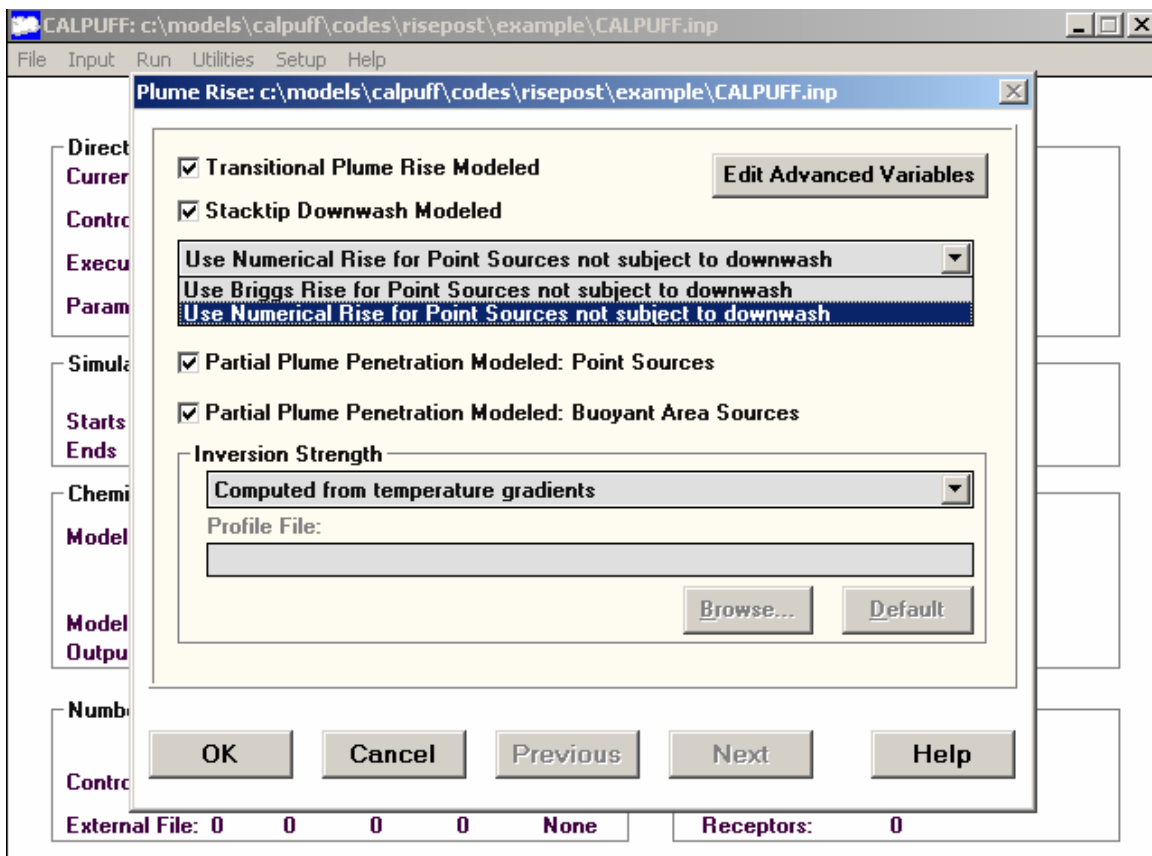 CALPUFF: c:\models\calpuff\codes\risepost\example\CALPUFF.inp
File Input Run Utilities Setup Help
Plume Rise: c:\models\calpuff\codes\risepost\example\CALPUFF.inp
Transitional Plume Rise Modeled
Edit Advanced Variables
Stacktip Downwash Modeled
Use Numerical Rise for Point Sources not subject to downwash
Use Briggs Rise for Point Sources not subject to downwash
Use Numerical Rise for Point Sources not subject to downwash
Partial Plume Penetration Modeled: Point Sources
Partial Plume Penetration Modeled: Buoyant Area Sources
Inversion Strength
Computed from temperature gradients
Profile File:
Browse... Default
OK Cancel Previous Next Help
Direct
Curren
Contro
Execu
Param
Simula
Starts
Ends
Chemi
Model
Model
Outpu
Numbe
Contro
External File: 0 0 0 0 None
Receptors: 0